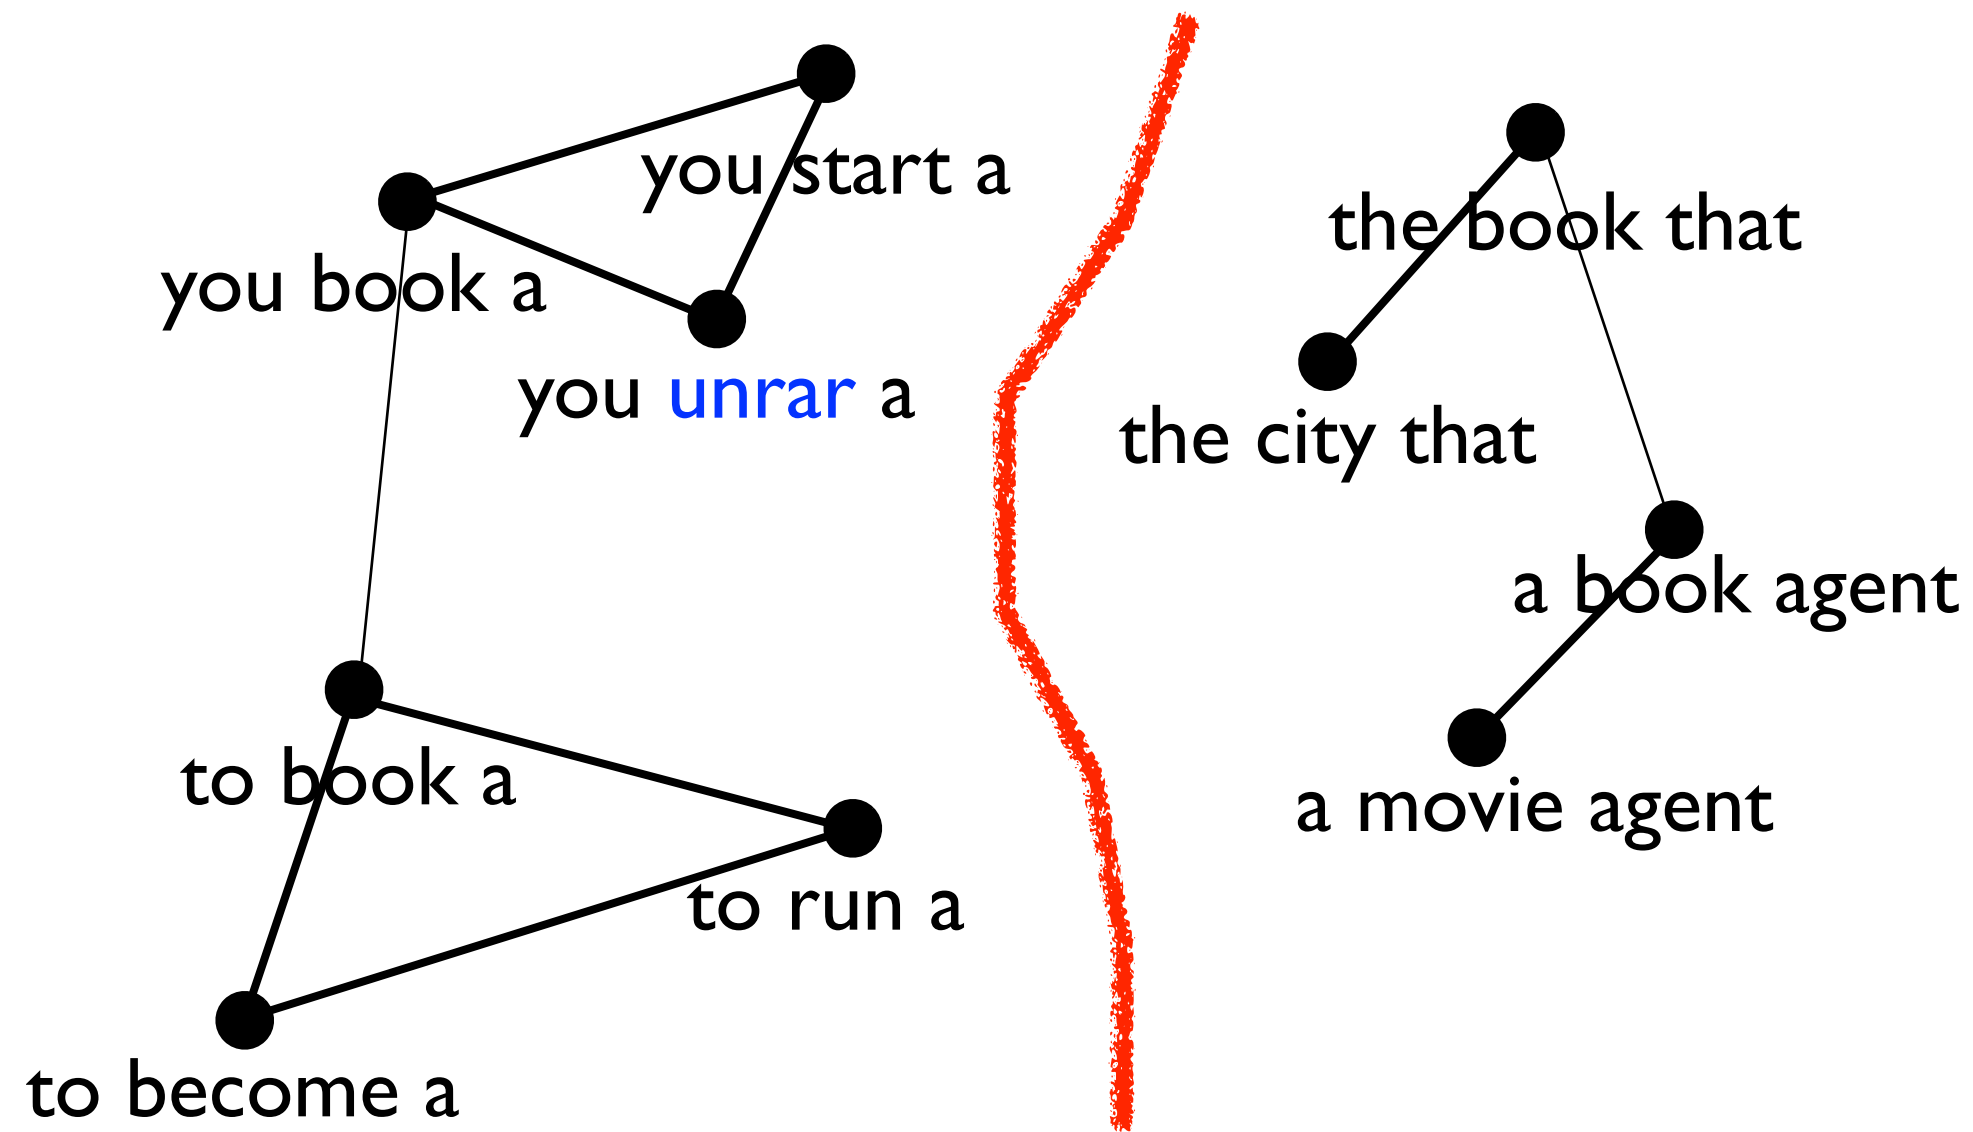 you start a
you book a
you unrar a
to book a
to run a
to become a
the book that
the city that
a book agent
a movie agent